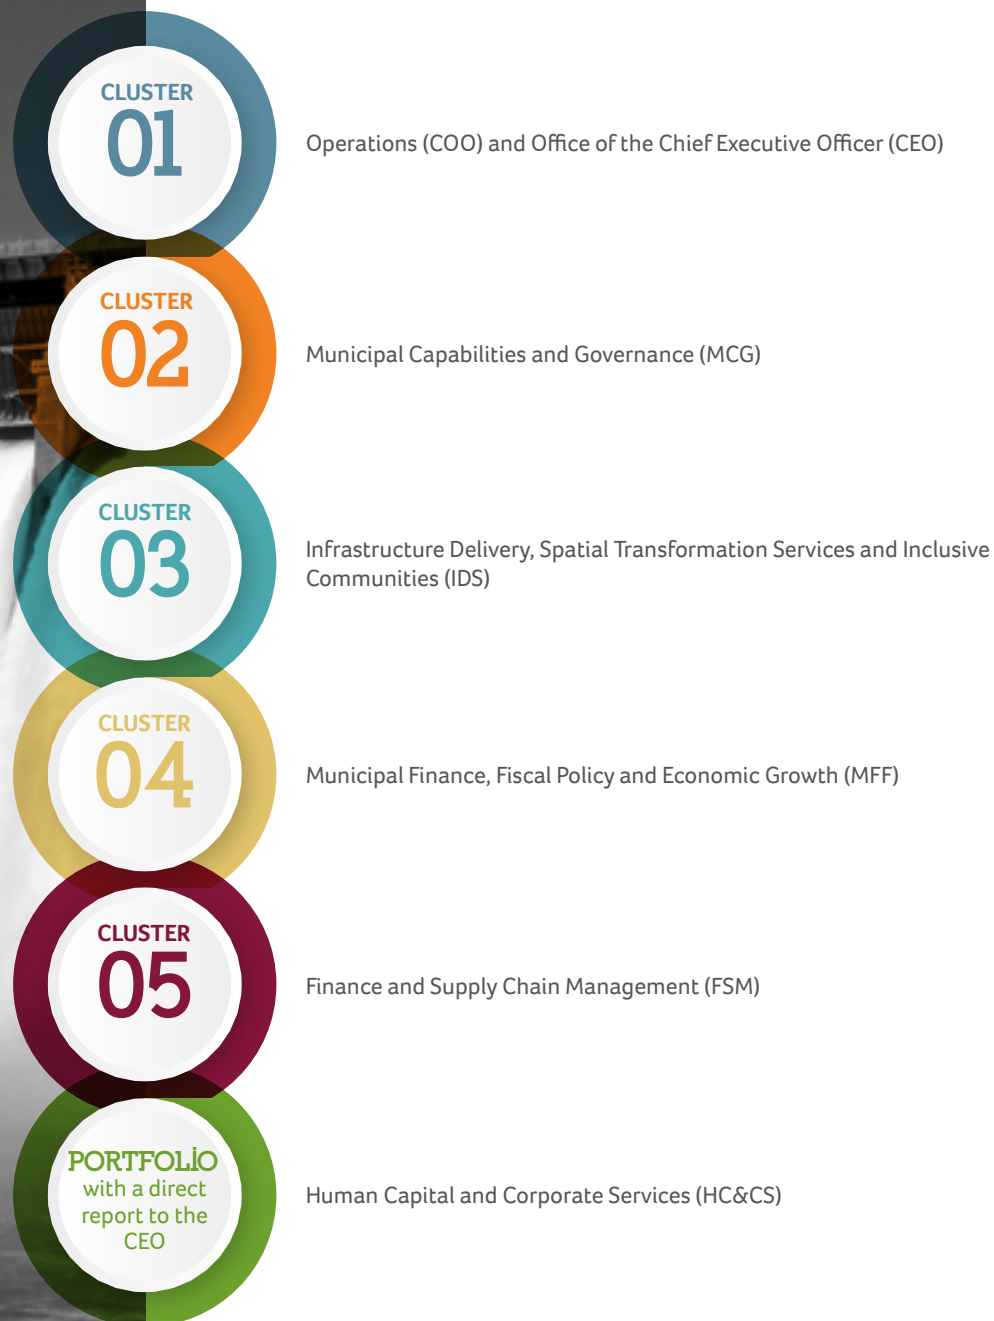 CLUSTER
01
Operations (COO) and Office of the Chief Executive Officer (CEO)
CLUSTER
02
Municipal Capabilities and Governance (MCG)
CLUSTER
03
Infrastructure Delivery, Spatial Transformation Services and Inclusive
Communities (IDS)
CLUSTER
04
Municipal Finance, Fiscal Policy and Economic Growth (MFF)
CLUSTER
05
Finance and Supply Chain Management (FSM)
PORTFOLiO
with a direct
report to the
CEO
Human Capital and Corporate Services (HC&CS)